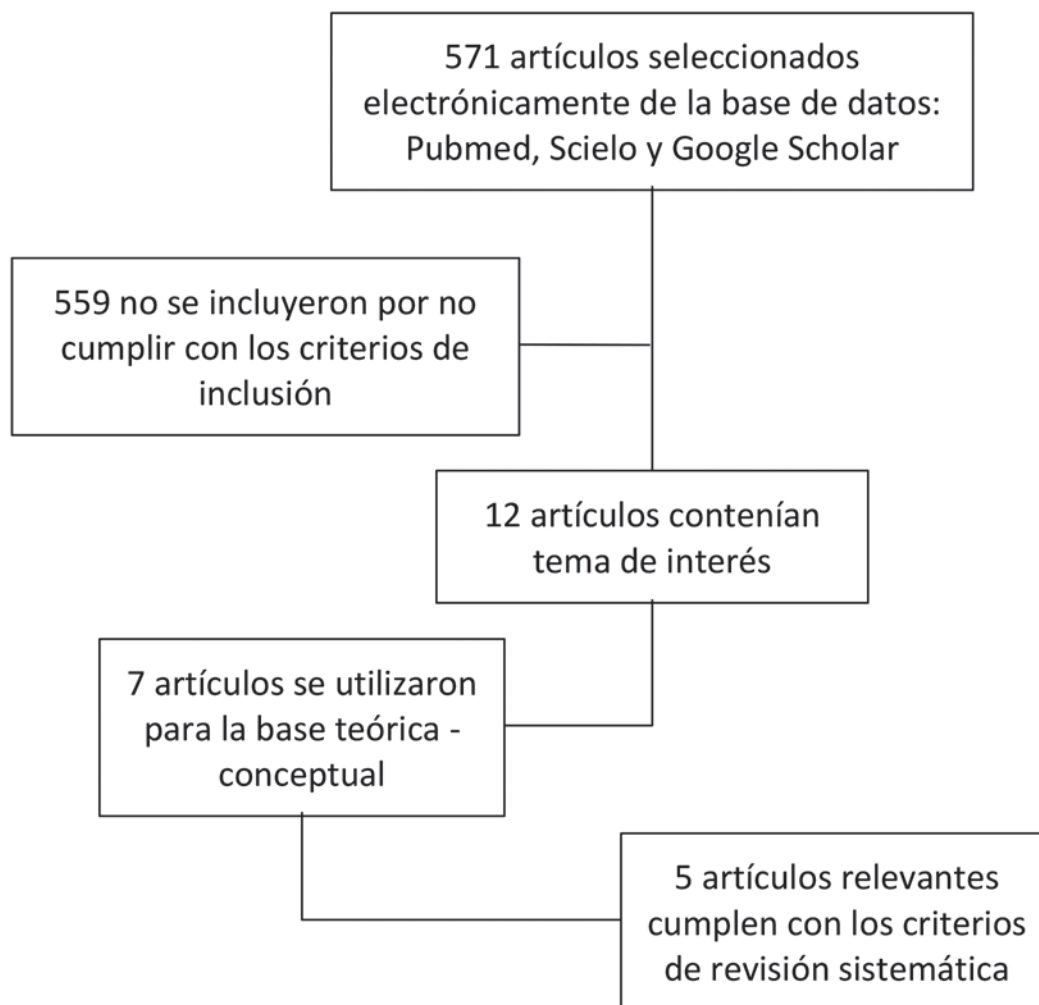 571 artículos seleccionados
electrónicamente de la base de datos:
Pubmed, Scielo y Google Scholar
559 no se incluyeron por no
cumplir con los criterios de
inclusión
12 artículos contenían
tema de interés
7 artículos se utilizaron
para la base teórica -
conceptual
5 artículos relevantes
cumplen con los criterios
de revisión sistemática